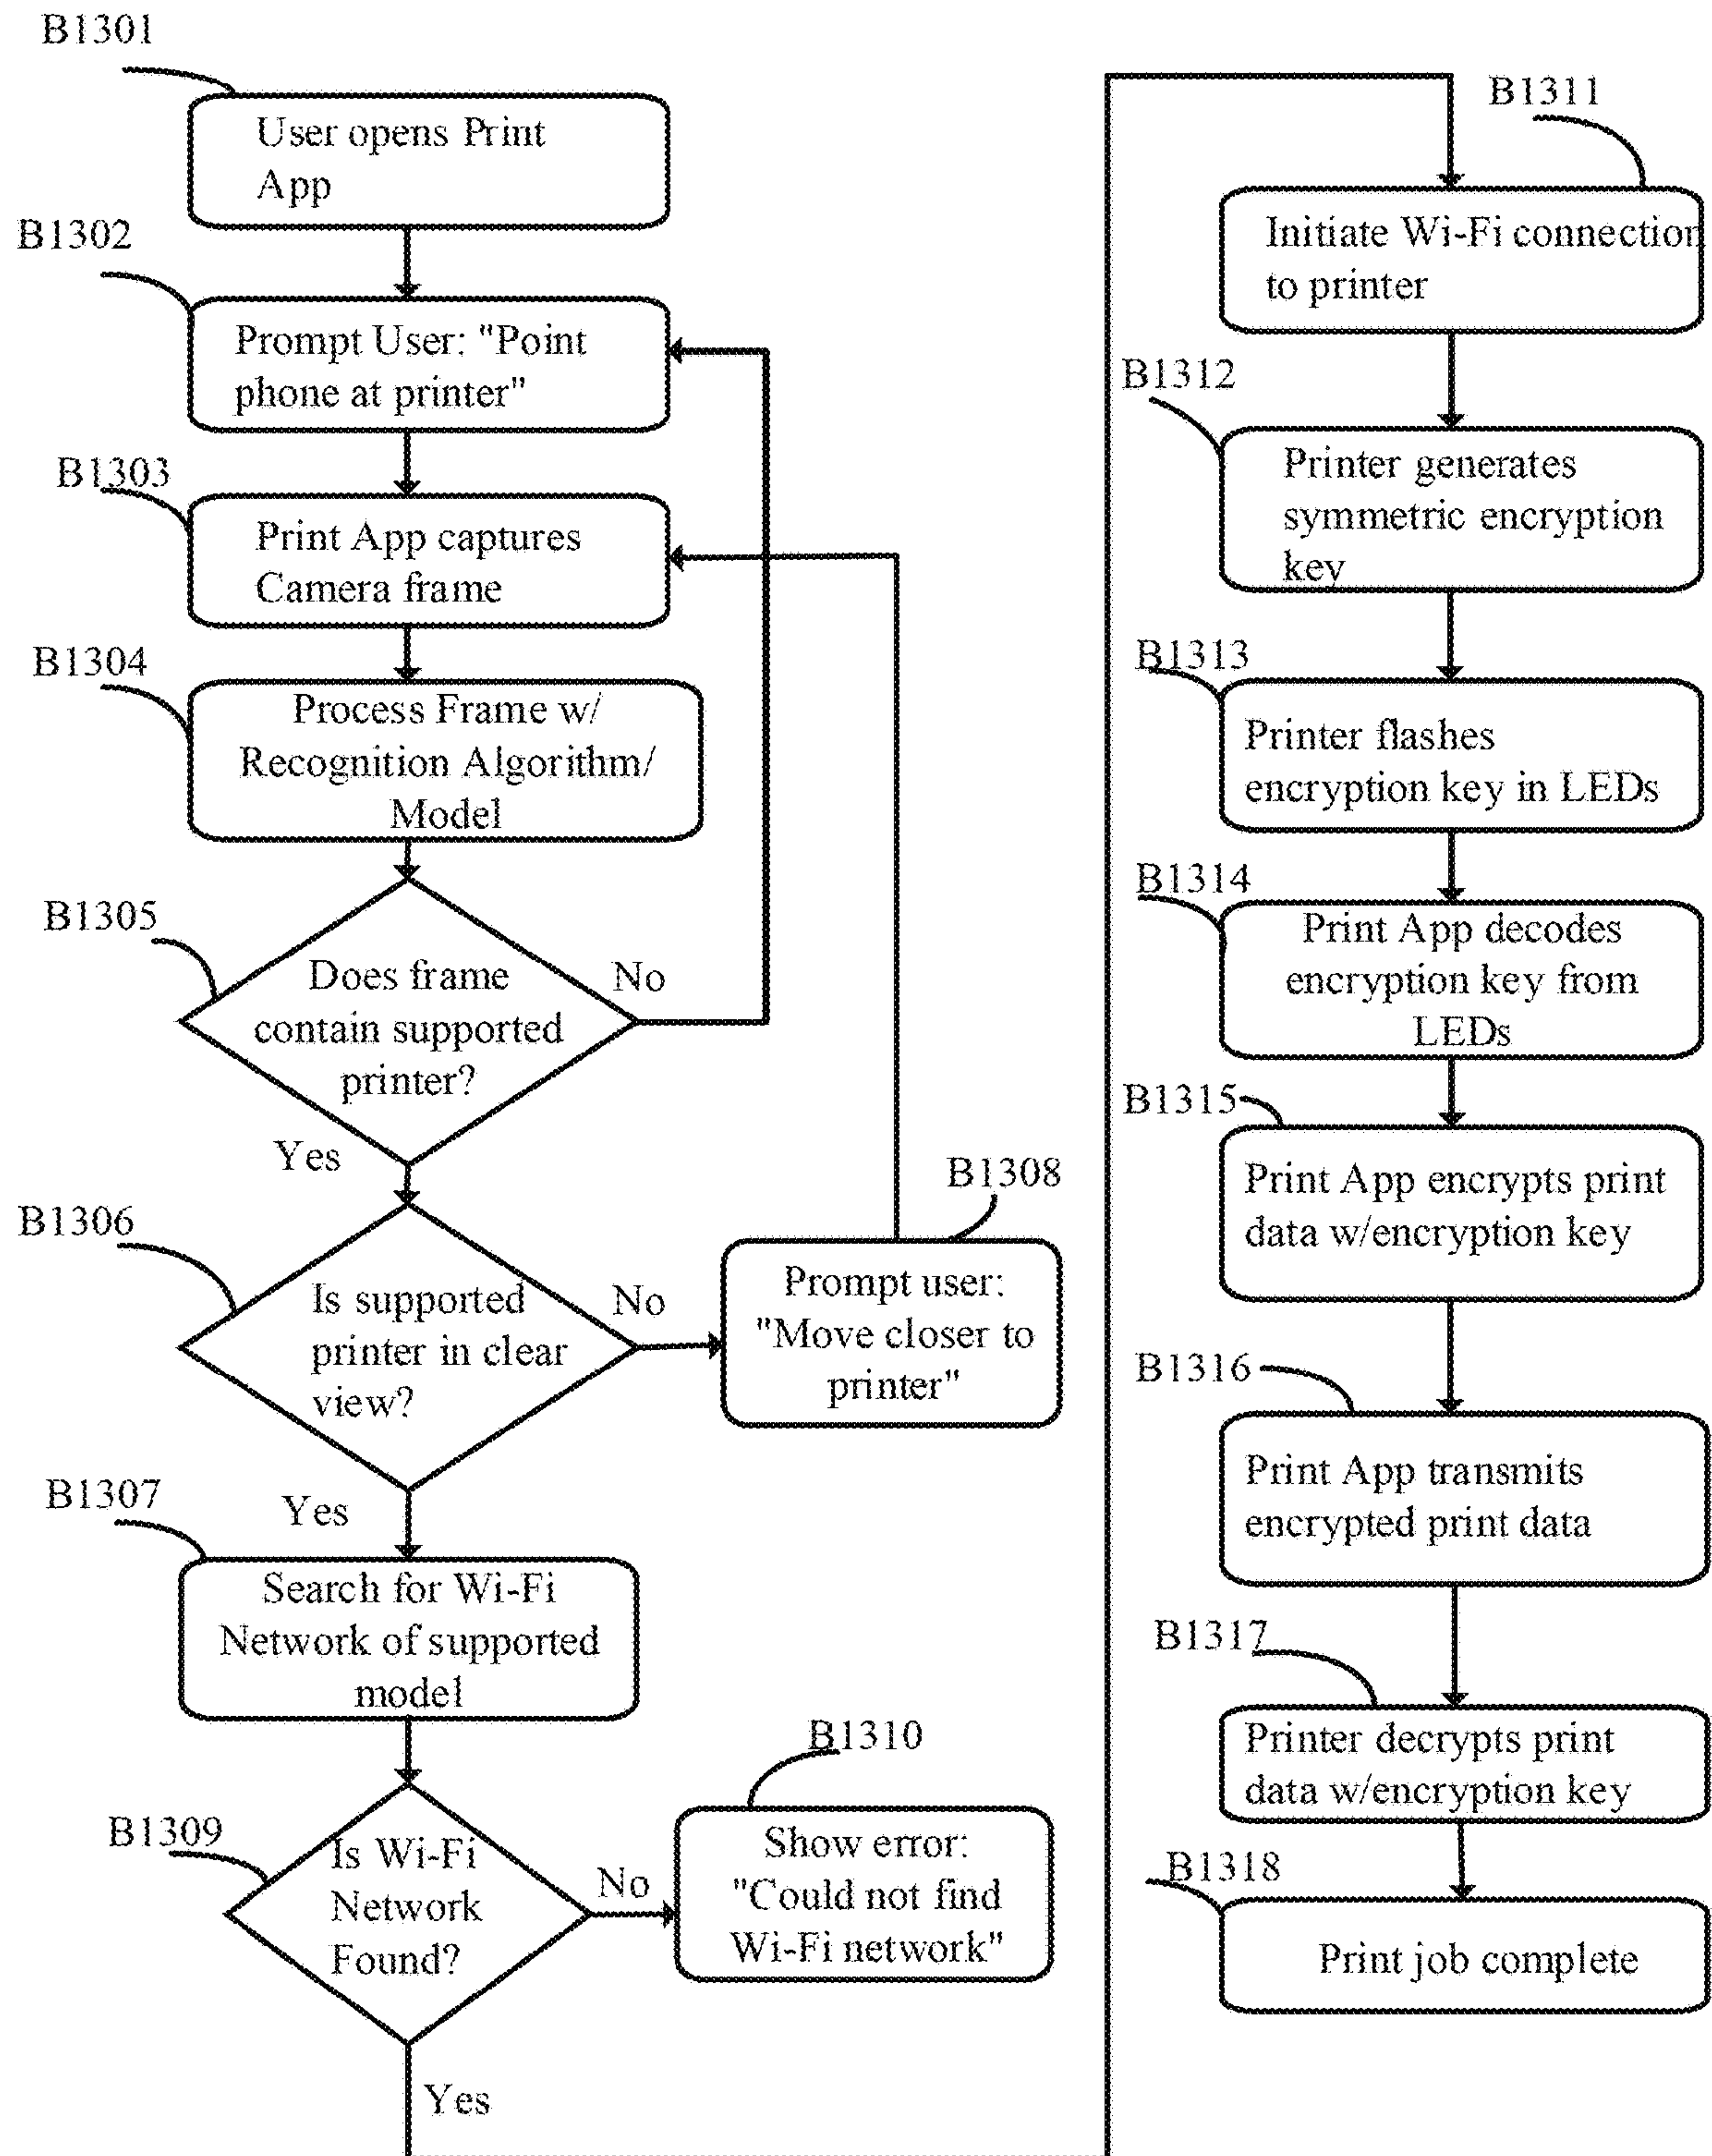 B1301
User opens Print
App
B1302
Prompt User: "Point
phone at printer"
B1303
Print App captures
Camera frame
B1304
Process Frame w/
Recognition Algorithm/
Model
B1305
Does frame
contain supported
printer?
No
Yes
B1306
Is supported
printer in clear
view?
No
B1308
Prompt user:
"Move closer to
printer"
Yes
B1307
Search for Wi-Fi
Network of supported
model
B1309
Is Wi-Fi
Network
Found?
No
B1310
Show error:
"Could not find
Wi-Fi network"
Yes
B1311
Initiate Wi-Fi connection
to printer
B1312
Printer generates
symmetric encryption
key
B1313
Printer flashes
encryption key in LEDs
B1314
Print App decodes
encryption key from
LEDs
B1315
Print App encrypts print
data w/encryption key
B1316
Print App transmits
encrypted print data
B1317
Printer decrypts print
data w/encryption key
B1318
Print job complete